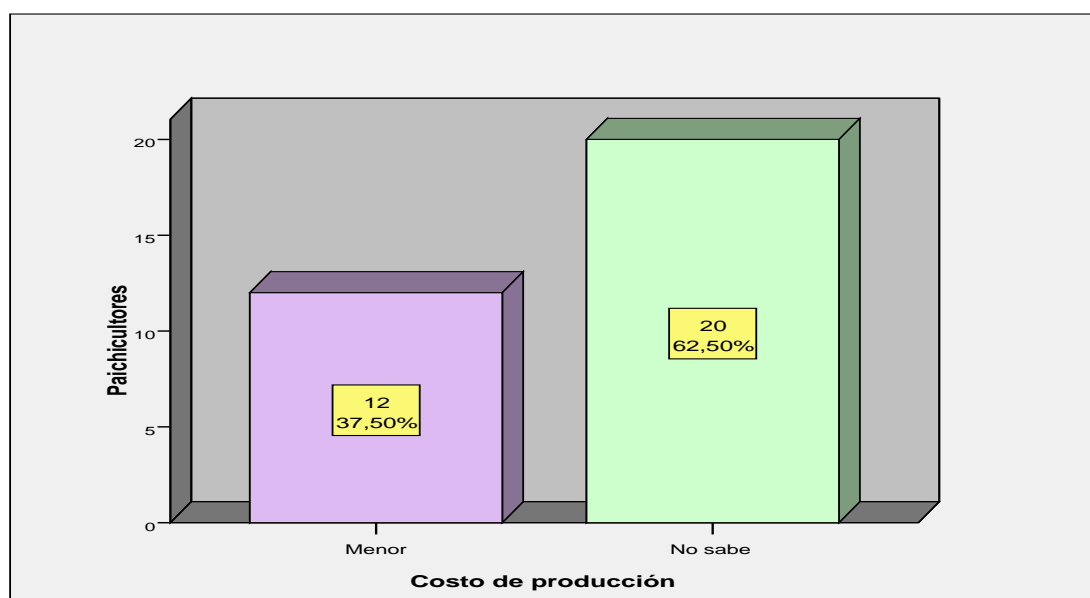 Paichicultores
20
15
10
5
0
12
37,50%
20
62,50%
Menor
No sabe
Costo de producción